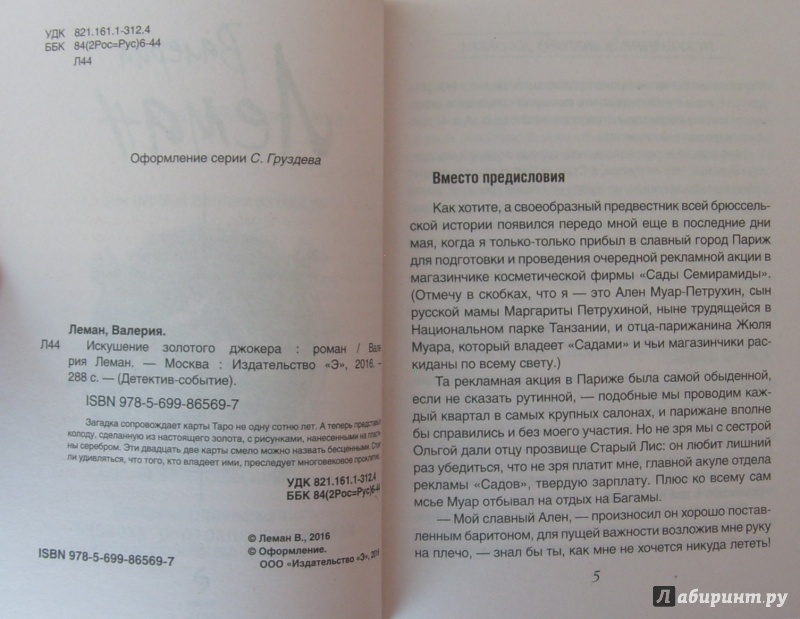 УДК 821.161.1-312.4
ББК 84(2Рос=Рус)6-44
Л44
Оформление серии С. Груздева
Леман, Валерия.
Л44 Искушение золотого джокера : роман / Вале-
рия Леман. — Москва : Издательство «Э», 2016. —
288 с. — (Детектив-событие).
ISBN 978-5-699-86569-7
Загадка сопровождает карты Таро не одну сотню лет. А теперь представьте
колоду, сделанную из настоящего золота, с рисунками, нанесенными на
ны серебром. Эти двадцать две карты смело можно назвать бесценными. Стоит
ли удивляться, что того, кто владеет ими, преследует многовековое проклятие
УДК 821.161.1-312.4
ББК 84(2Рос=Рус)6-44
© Леман В., 2016
© Оформление.
ООО «Издательство «Э», 2016
ISBN 978-5-699-86569-7
Валерия
Леман
Вместо предисловия
Как хотите, а своеобразный предвестник всей брюссель-
ской истории появился передо мной еще в последние дни
мая, когда я только-только прибыл в славный город Париж
для подготовки и проведения очередной рекламной акции в
магазинчике косметической фирмы «Сады Семирамиды».
(Отмечу в скобках, что я — это Ален Муар-Петрухин, сын
русской мамы Маргариты Петрухиной, ныне трудящейся в
Национальном парке Танзании, и отца-парижанина Жюля
Муара, который владеет «Садами» и чьи магазинчики рас-
киданы по всему свету.)
Та рекламная акция в Париже была самой обыденной,
если не сказать рутинной, — подобные мы проводим каж-
дый квартал в самых крупных салонах, и парижане вполне
бы справились и без моего участия. Но не зря мы с сестрой
Ольгой дали отцу прозвище Старый Лис: он любит лишний
раз убедиться, что не зря платит мне, главной акуле отдела
рекламы «Садов», твердую зарплату. Плюс ко всему сам
мсье Муар отбывал на отдых на Багамы.
— Мой славный Ален, — произносил он хорошо постав-
ленным баритоном, для пущей важности возложив мне руку
на плечо, — знал бы ты, как мне не хочется никуда лететь!
5
Лабиринт.ру